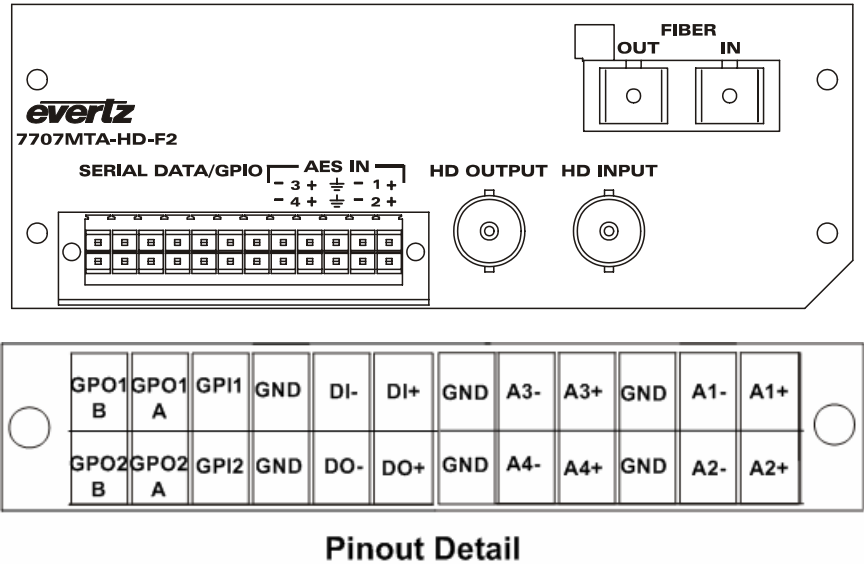 FIBER
OUT IN
evertz
7707MTA-HD-F2
SERIAL DATA/GPIO AES IN HD OUTPUT HD INPUT
- 3 + ⏚ - 1 +
- 4 + ⏚ - 2 +
GPO1 B GPO1 A GPI1 GND DI- DI+ GND A3- A3+ GND A1- A1+
GPO2 B GPO2 A GPI2 GND DO- DO+ GND A4- A4+ GND A2- A2+
Pinout Detail